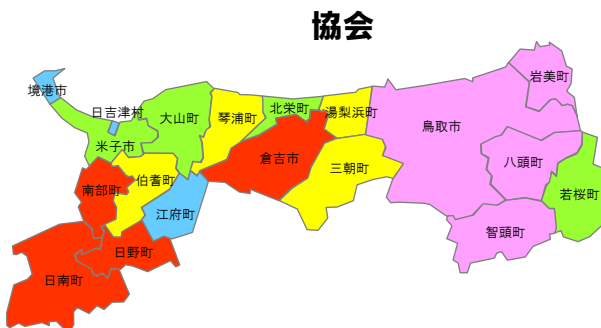 協会
岩美町
境港市
日吉津村
大山町
琴浦町
北栄町
湯梨浜町
鳥取市
米子市
倉吉市
三朝町
八頭町
伯耆町
南部町
若桜町
江府町
智頭町
日野町
日南町